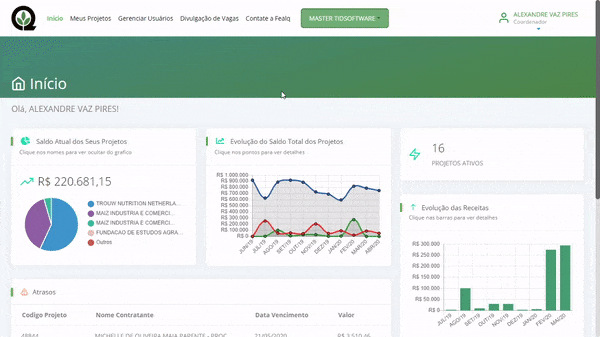 Início Meus Projetos Gerenciar Usuários Divulgação de Vagas Contate a Fealq MASTER TIDSOFTWARE ALEXANDRE VAZ PIRES
Coordenador
Início
Olá, ALEXANDRE VAZ PIRES!
Saldo Atual dos Seus Projetos
Clique nos nomes para ver ocultar do grafico
R$ 220.681,15
TROUW NUTRITION NETHERLA...
MAIZ INDUSTRIA E COMERCI...
MAIZ INDUSTRIA E COMERCI...
FUNDACAO DE ESTUDOS AGRA...
Outros
Evolução do Saldo Total dos Projetos
Clique nos pontos para ver detalhes
R$ 1.000.000
R$ 900.000
R$ 800.000
R$ 700.000
R$ 600.000
R$ 500.000
R$ 400.000
R$ 300.000
R$ 200.000
R$ 100.000
R$ 0
JUN/19 JUL/19 AGO/19 SET/19 OUT/19 NOV/19 DEZ/19 JAN/20 FEV/20 MAR/20 ABR/20
16
PROJETOS ATIVOS
Evolução das Receitas
Clique nas barras para ver detalhes
R$ 300.000
R$ 250.000
R$ 200.000
R$ 150.000
R$ 100.000
R$ 50.000
R$ 0
JUL/19 AGO/19 SET/19 OUT/19 NOV/19 DEZ/19 JAN/20 FEV/20 MAR/20
Atrasos
Codigo Projeto Nome Contratante Data Vencimento Valor
MICHELLE DE OLIVEIRA MAIA PARENTE - PROC 21/05/2020